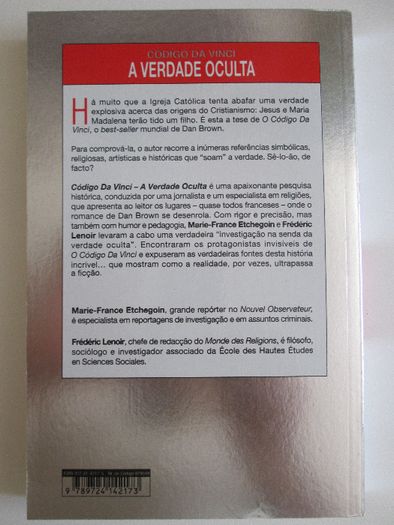 CÓDIGO DA VINCI
A VERDADE OCULTA
Há muito que a Igreja Católica tenta abafar uma verdade
explosiva acerca das origens do Cristianismo: Jesus e Maria
Madalena terão tido um filho. É esta a tese de O Código Da
Vinci, o best-seller mundial de Dan Brown.
Para comprová-la, o autor recorre a inúmeras referências simbólicas,
religiosas, artísticas e históricas que "soam" a verdade. Sê-lo-ão, de
facto?
Código Da Vinci – A Verdade Oculta é uma apaixonante pesquisa
histórica, conduzida por uma jornalista e um especialista em religiões,
que apresenta ao leitor os lugares – quase todos franceses – onde o
romance de Dan Brown se desenrola. Com rigor e precisão, mas
também com humor e pedagogia, Marie-France Etchegoin e Frédéric
Lenoir levaram a cabo uma verdadeira "investigação na senda da
verdade oculta". Encontraram os protagonistas invisíveis de
O Código Da Vinci e expuseram as verdadeiras fontes desta história
incrível... que mostram como a realidade, por vezes, ultrapassa
a ficção.
Marie-France Etchegoin, grande repórter no Nouvel Observateur,
é especialista em reportagens de investigação e em assuntos criminais.
Frédéric Lenoir, chefe de redacção do Monde des Religions, é filósofo,
sociólogo e investigador associado da École des Hautes Études
en Sciences Sociales.
9 789724 142173